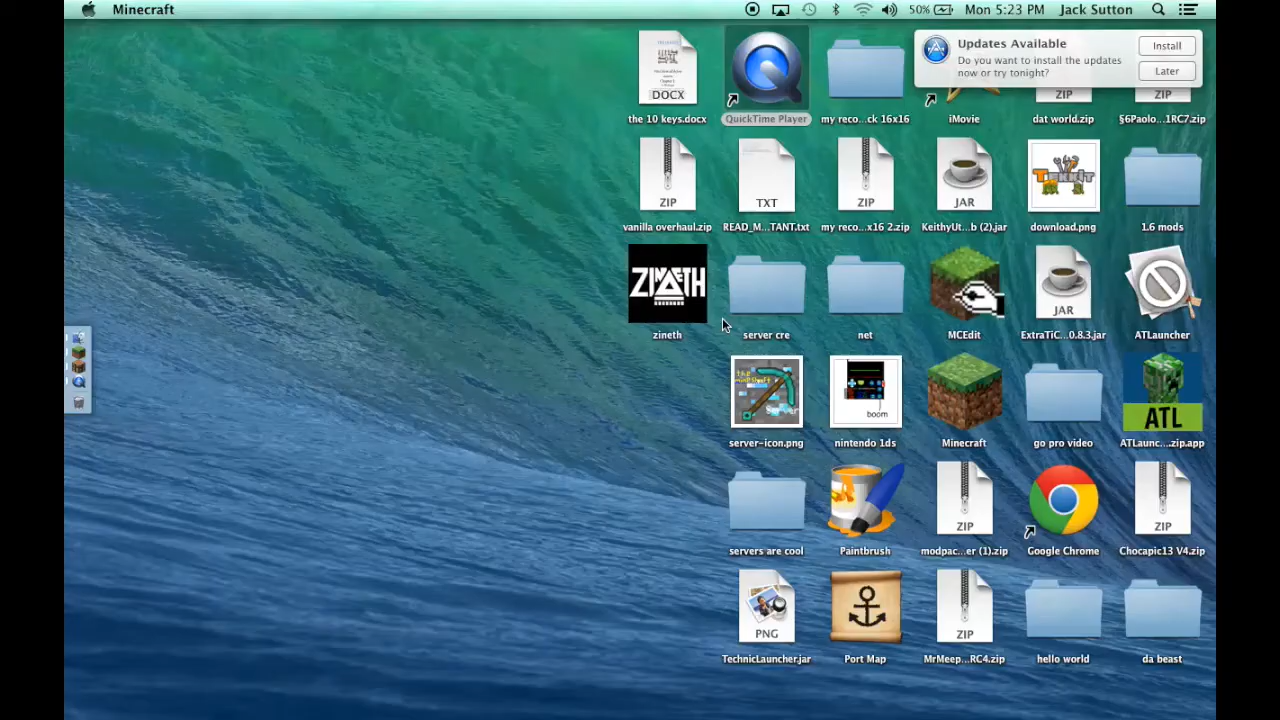 Minecraft
50%
Mon 5:23 PM
Jack Sutton
Updates Available
Do you want to install the updates
now or try tonight?
Install
Later
DOCX
ZIP
ZIP
the 10 keys.docx
QuickTime Player
my reco...ck 16x16
iMovie
dat world.zip
§6Paolo...1RC7.zip
ZIP
TXT
ZIP
JAR
Tekkit
vanilla overhaul.zip
READ_M...TANT.txt
my reco...x16 2.zip
KeithyUt...b (2).jar
download.png
1.6 mods
ZINETH
JAR
zineth
server cre
net
MCEdit
ExtraTiC...0.8.3.jar
ATLauncher
boom
ATL
server-icon.png
nintendo 1ds
Minecraft
go pro video
ATLaunc...zip.app
ZIP
ZIP
servers are cool
Paintbrush
modpac...er (1).zip
Google Chrome
Chocapic13 V4.zip
PNG
ZIP
TechnicLauncher.jar
Port Map
MrMeep...RC4.zip
hello world
da beast